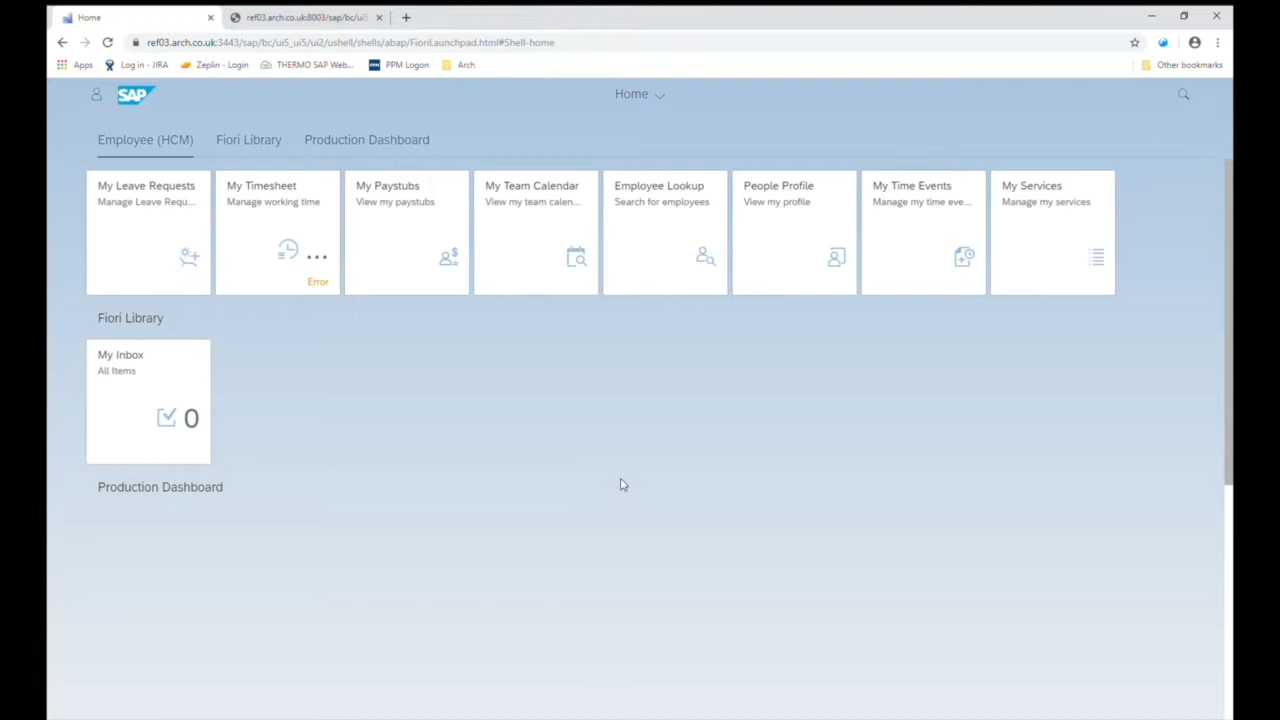 Home
ref03.arch.co.uk:8003/sap/bc/ui5
ref03.arch.co.uk:3443/sap/bc/ui5_ui5/ui2/ushell/shells/abap/FioriLaunchpad.html#Shell-home
Apps Log in - JIRA Zeplin - Login THERMO SAP Web... PPM Logon Arch Other bookmarks
SAP Home
Employee (HCM) Fiori Library Production Dashboard
My Leave Requests
Manage Leave Requ...
My Timesheet
Manage working time
Error
My Paystubs
View my paystubs
My Team Calendar
View my team calen...
Employee Lookup
Search for employees
People Profile
View my profile
My Time Events
Manage my time eve...
My Services
Manage my services
Fiori Library
My Inbox
All Items
0
Production Dashboard